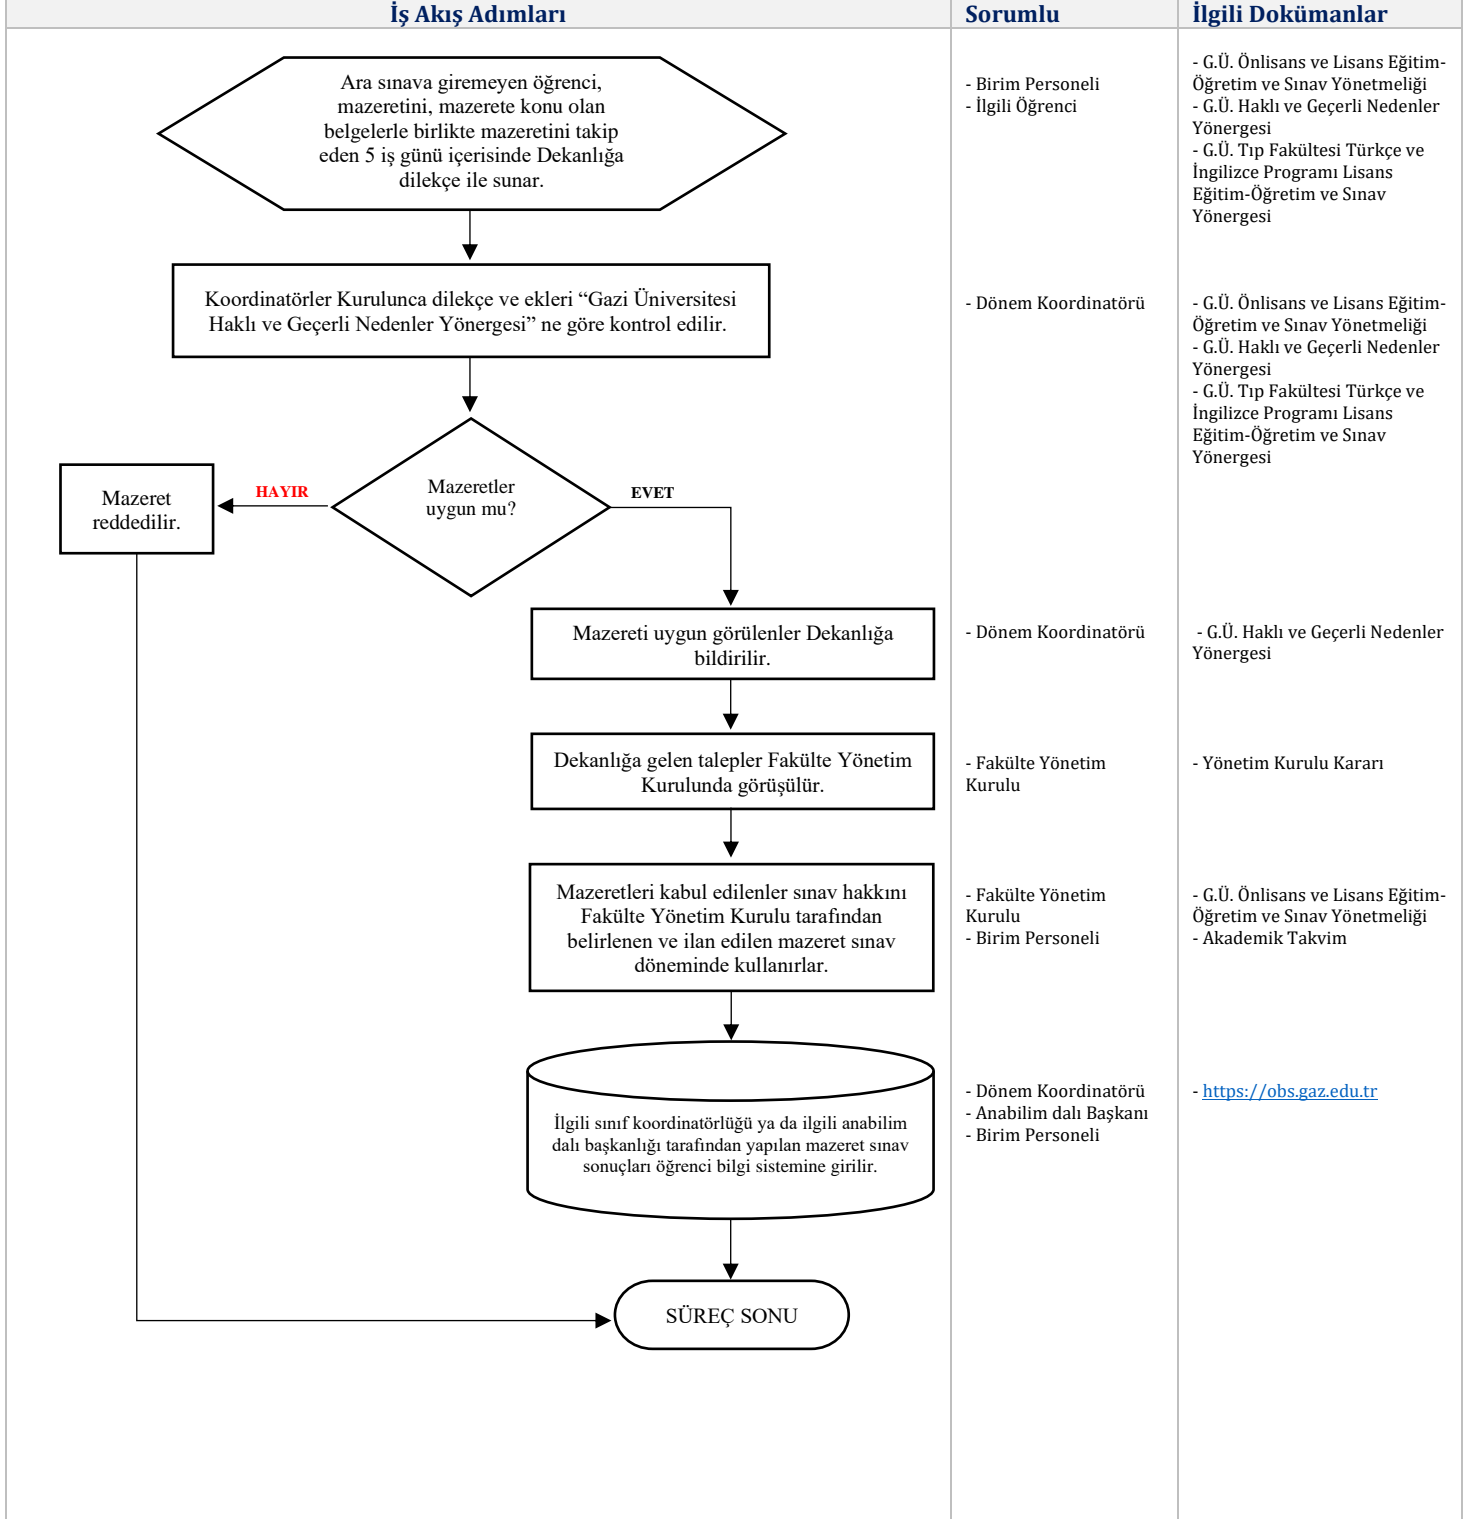 İş Akış Adımları
Sorumlu
İlgili Dokümanlar
Ara sınava giremeyen öğrenci,
mazeretini, mazerete konu olan
belgelerle birlikte mazeretini takip
eden 5 iş günü içerisinde Dekanlığa
dilekçe ile sunar.
- Birim Personeli
- İlgili Öğrenci
- G.Ü. Önlisans ve Lisans Eğitim-
Öğretim ve Sınav Yönetmeliği
- G.Ü. Haklı ve Geçerli Nedenler
Yönergesi
- G.Ü. Tıp Fakültesi Türkçe ve
İngilizce Programı Lisans
Eğitim-Öğretim ve Sınav
Yönergesi
Koordinatörler Kurulunca dilekçe ve ekleri “Gazi Üniversitesi
Haklı ve Geçerli Nedenler Yönergesi” ne göre kontrol edilir.
- Dönem Koordinatörü
- G.Ü. Önlisans ve Lisans Eğitim-
Öğretim ve Sınav Yönetmeliği
- G.Ü. Haklı ve Geçerli Nedenler
Yönergesi
- G.Ü. Tıp Fakültesi Türkçe ve
İngilizce Programı Lisans
Eğitim-Öğretim ve Sınav
Yönergesi
Mazeretler
uygun mu?
HAYIR
EVET
Mazeret
reddedilir.
Mazereti uygun görülenler Dekanlığa
bildirilir.
- Dönem Koordinatörü
- G.Ü. Haklı ve Geçerli Nedenler
Yönergesi
Dekanlığa gelen talepler Fakülte Yönetim
Kurulunda görüşülür.
- Fakülte Yönetim
Kurulu
- Yönetim Kurulu Kararı
Mazeretleri kabul edilenler sınav hakkını
Fakülte Yönetim Kurulu tarafından
belirlenen ve ilan edilen mazeret sınav
döneminde kullanırlar.
- Fakülte Yönetim
Kurulu
- Birim Personeli
- G.Ü. Önlisans ve Lisans Eğitim-
Öğretim ve Sınav Yönetmeliği
- Akademik Takvim
İlgili sınıf koordinatörlüğü ya da ilgili anabilim
dalı başkanlığı tarafından yapılan mazeret sınav
sonuçları öğrenci bilgi sistemine girilir.
- Dönem Koordinatörü
- Anabilim dalı Başkanı
- Birim Personeli
- https://obs.gaz.edu.tr
SÜREÇ SONU